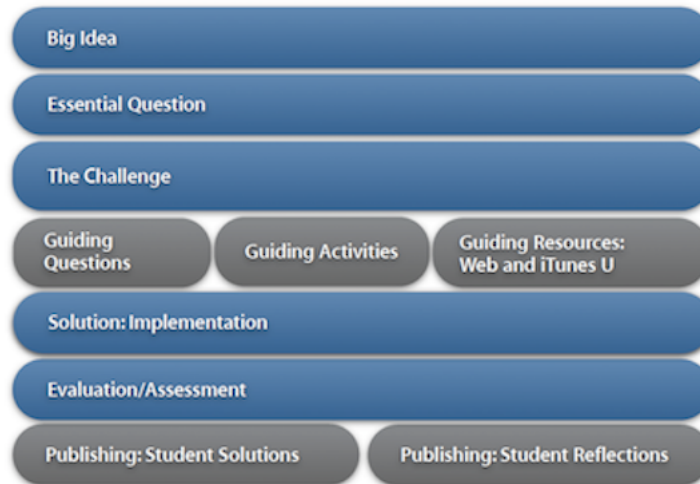 Big Idea
Essential Question
The Challenge
Guiding
Questions
Guiding Activities
Guiding Resources:
Web and iTunes U
Solution: Implementation
Evaluation/Assessment
Publishing: Student Solutions
Publishing: Student Reflections